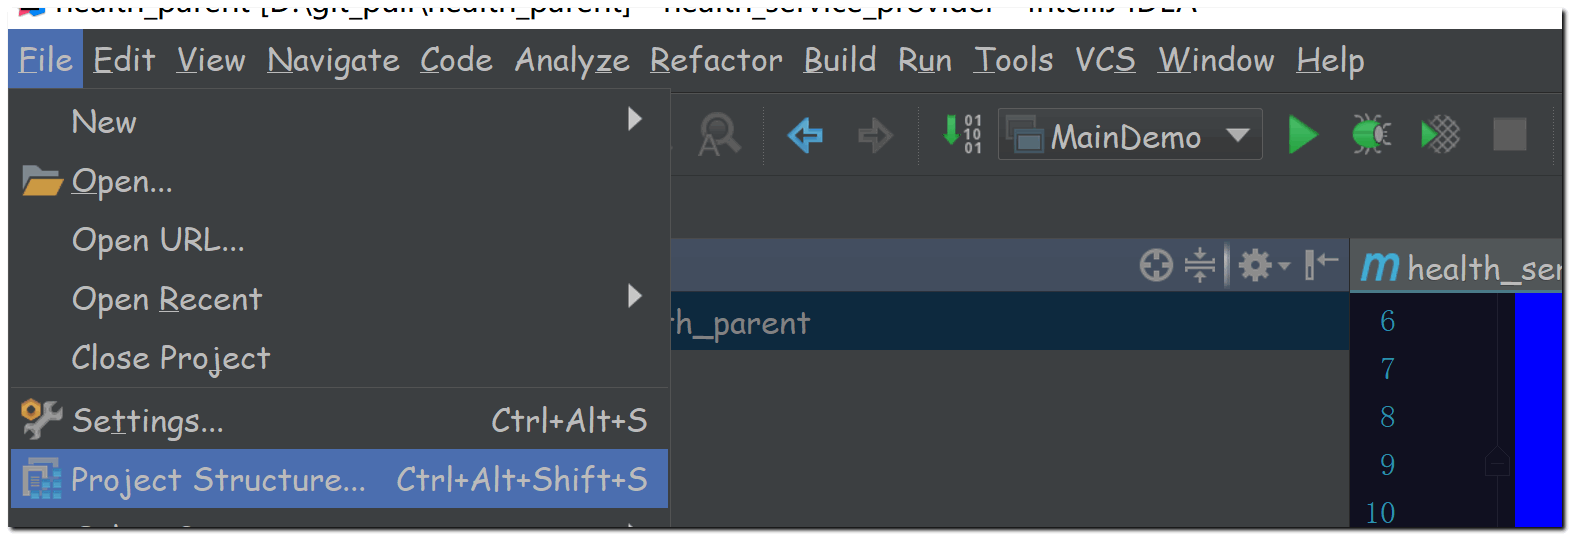 health_parent [D:\git_pull\health_parent] - health_service_provider - IntelliJ IDEA
File Edit View Navigate Code Analyze Refactor Build Run Tools VCS Window Help
New
Open...
Open URL...
Open Recent
Close Project
Settings... Ctrl+Alt+S
Project Structure... Ctrl+Alt+Shift+S
MainDemo
th_parent
health_ser
6
7
8
9
10